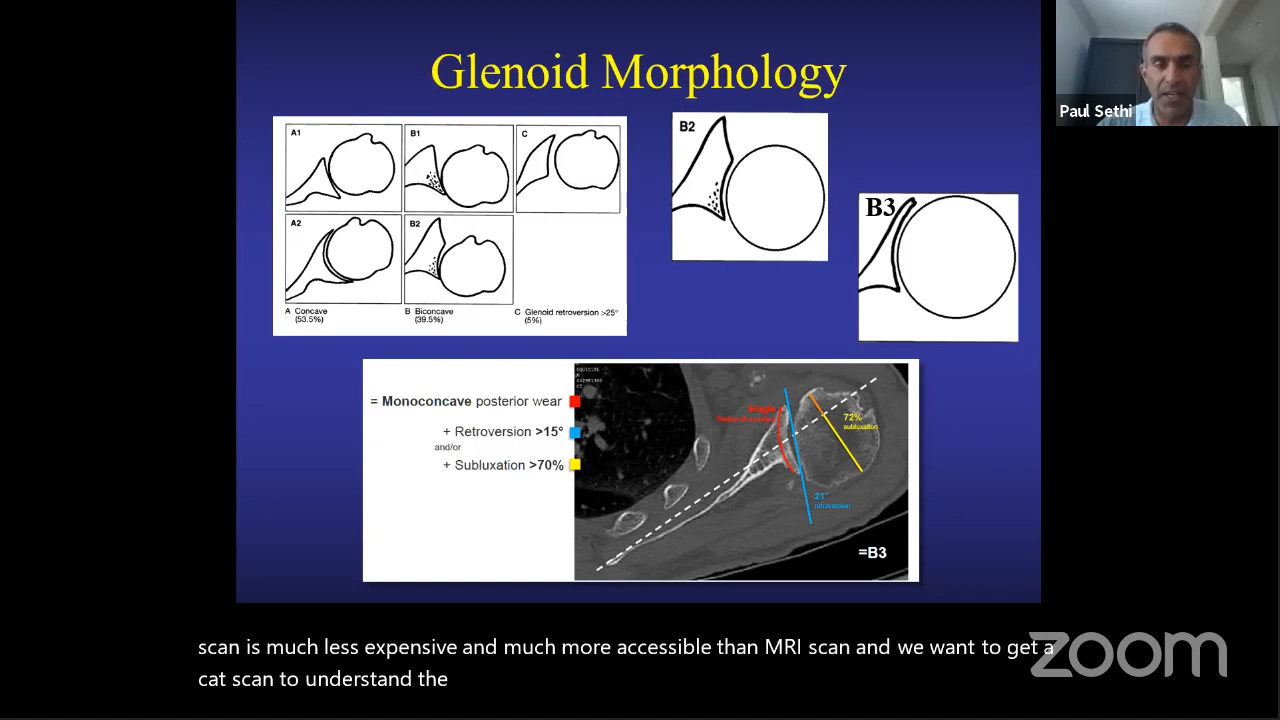 Glenoid Morphology
Paul Sethi
A1
B1
C
A2
B2
A Concave
(53.5%)
B Biconcave
(39.5%)
C Glenoid retroversion >25°
(5%)
B2
B3
= Monoconcave posterior wear
+ Retroversion >15°
and/or
+ Subluxation >70%
Single
72%
subluxation
21°
retroversion
=B3
scan is much less expensive and much more accessible than MRI scan and we want to get a
cat scan to understand the
zoom